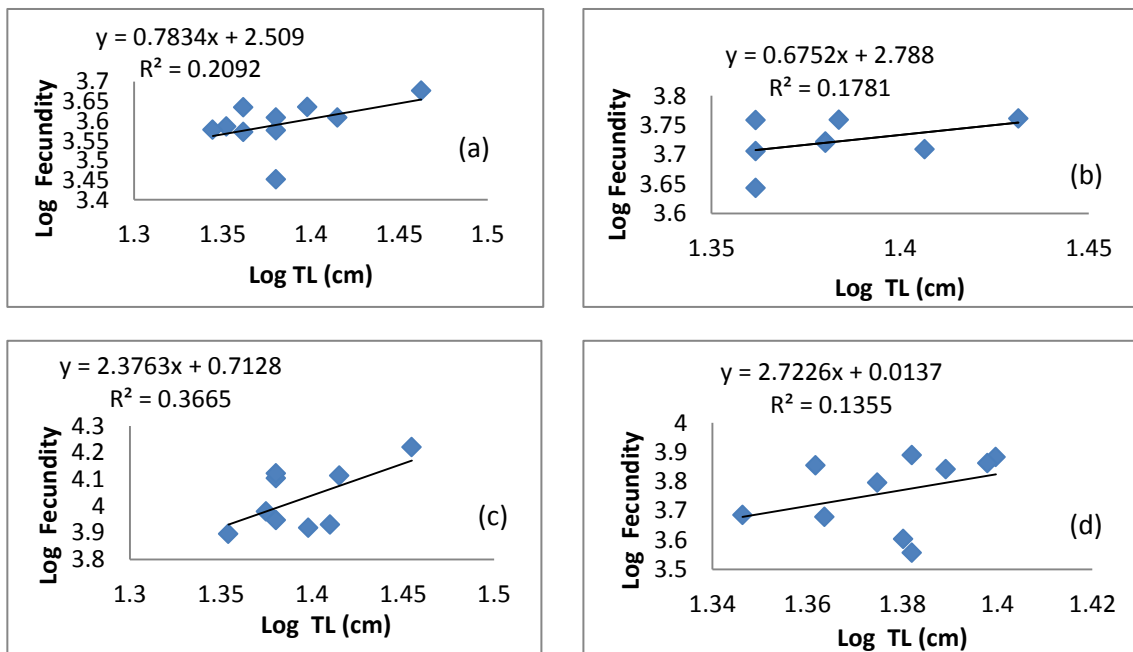 y = 0.7834x + 2.509
R² = 0.2092
3.7
3.65
3.6
3.55
3.5
3.45
3.4
1.3 1.35 1.4 1.45 1.5
Log Fecundity
Log TL (cm)
(a)
y = 0.6752x + 2.788
R² = 0.1781
3.8
3.75
3.7
3.65
3.6
1.35 1.4 1.45
Log Fecundity
Log TL (cm)
(b)
y = 2.3763x + 0.7128
R² = 0.3665
4.3
4.2
4.1
4
3.9
3.8
1.3 1.35 1.4 1.45 1.5
Log Fecundity
Log TL (cm)
(c)
y = 2.7226x + 0.0137
R² = 0.1355
4
3.9
3.8
3.7
3.6
3.5
1.34 1.36 1.38 1.4 1.42
Log Fecundity
Log TL (cm)
(d)